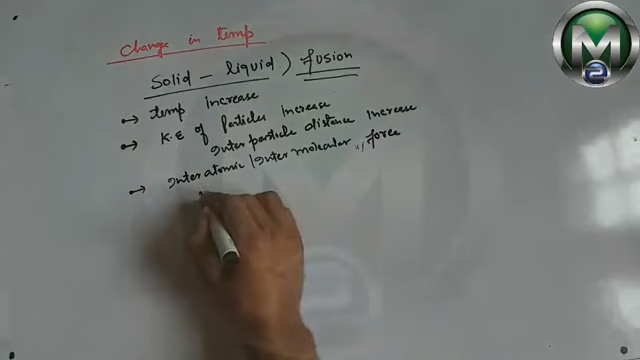 Change in temp
Solid - liquid) fusion
→ temp increase
→ K.E of Particles increase
inter particle distance increase
→ inter atomic / inter molecular ,, force
M
2